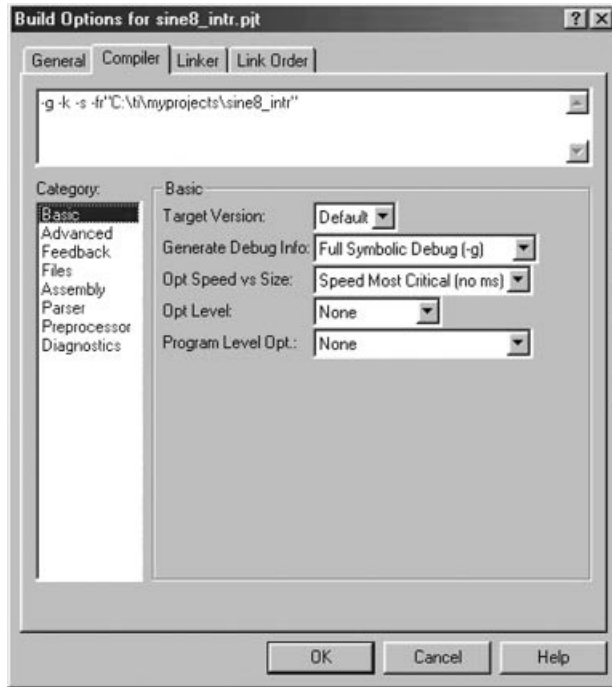 Build Options for sine8_intr.pjt
General Compiler Linker Link Order
-g -k -s -fr"C:\ti\myprojects\sine8_intr"
Category:
Basic
Advanced
Feedback
Files
Assembly
Parser
Preprocessor
Diagnostics
Basic
Target Version: Default
Generate Debug Info: Full Symbolic Debug (-g)
Opt Speed vs Size: Speed Most Critical (no ms)
Opt Level: None
Program Level Opt.: None
OK Cancel Help